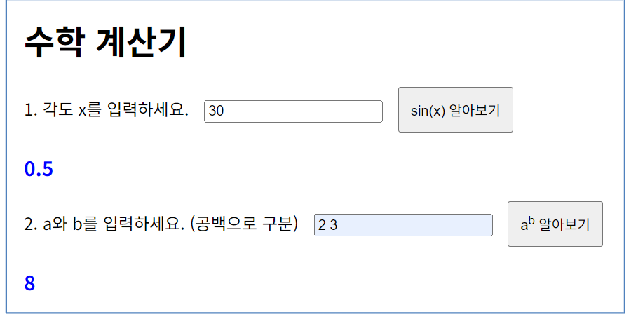 수학 계산기
1. 각도 x를 입력하세요. 30 sin(x) 알아보기
0.5
2. a와 b를 입력하세요. (공백으로 구분) 2 3 aᵇ 알아보기
8